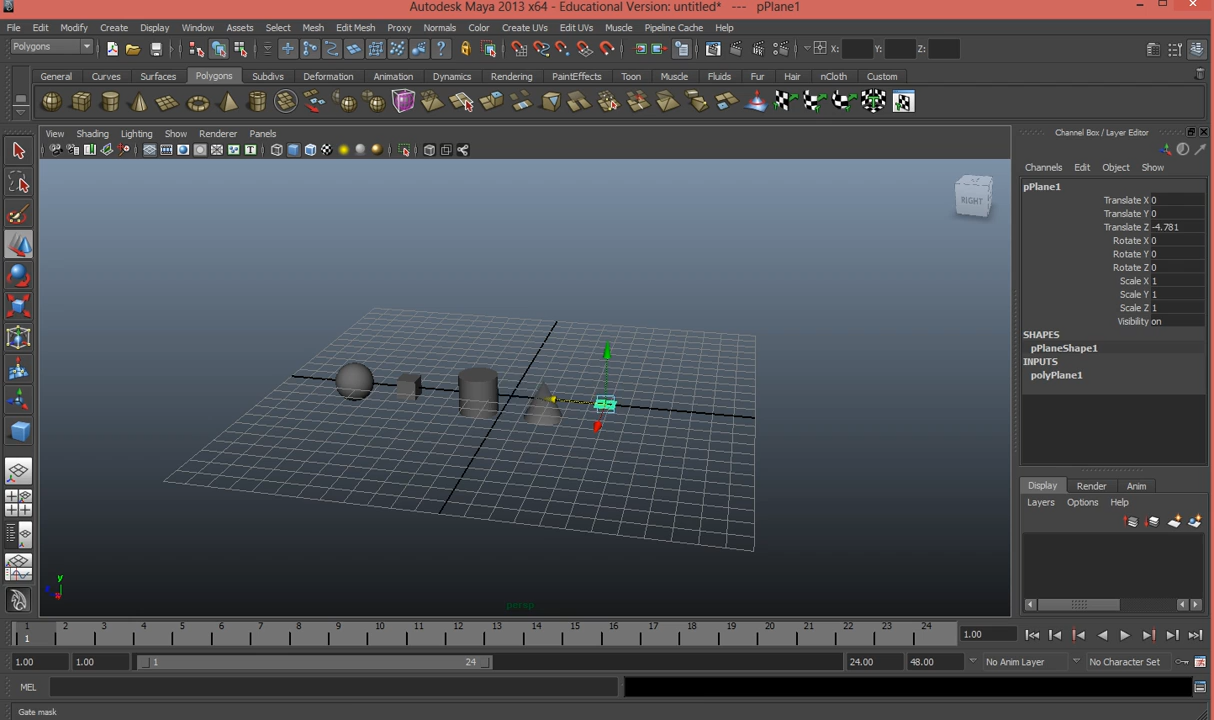 Autodesk Maya 2013 x64 - Educational Version: untitled* --- pPlane1
File Edit Modify Create Display Window Assets Select Mesh Edit Mesh Proxy Normals Color Create UVs Edit UVs Muscle Pipeline Cache Help
Polygons X: Y: Z:
General Curves Surfaces Polygons Subdivs Deformation Animation Dynamics Rendering PaintEffects Toon Muscle Fluids Fur Hair nCloth Custom
View Shading Lighting Show Renderer Panels
Channel Box / Layer Editor
Channels Edit Object Show
pPlane1
Translate X 0
Translate Y 0
Translate Z -4.781
Rotate X 0
Rotate Y 0
Rotate Z 0
Scale X 1
Scale Y 1
Scale Z 1
Visibility on
SHAPES
pPlaneShape1
INPUTS
polyPlane1
RIGHT
Display Render Anim
Layers Options Help
y
persp
1 2 3 4 5 6 7 8 9 10 11 12 13 14 15 16 17 18 19 20 21 22 23 24
1 1.00
1.00 1.00 1 24 24.00 48.00 No Anim Layer No Character Set
MEL
Gate mask